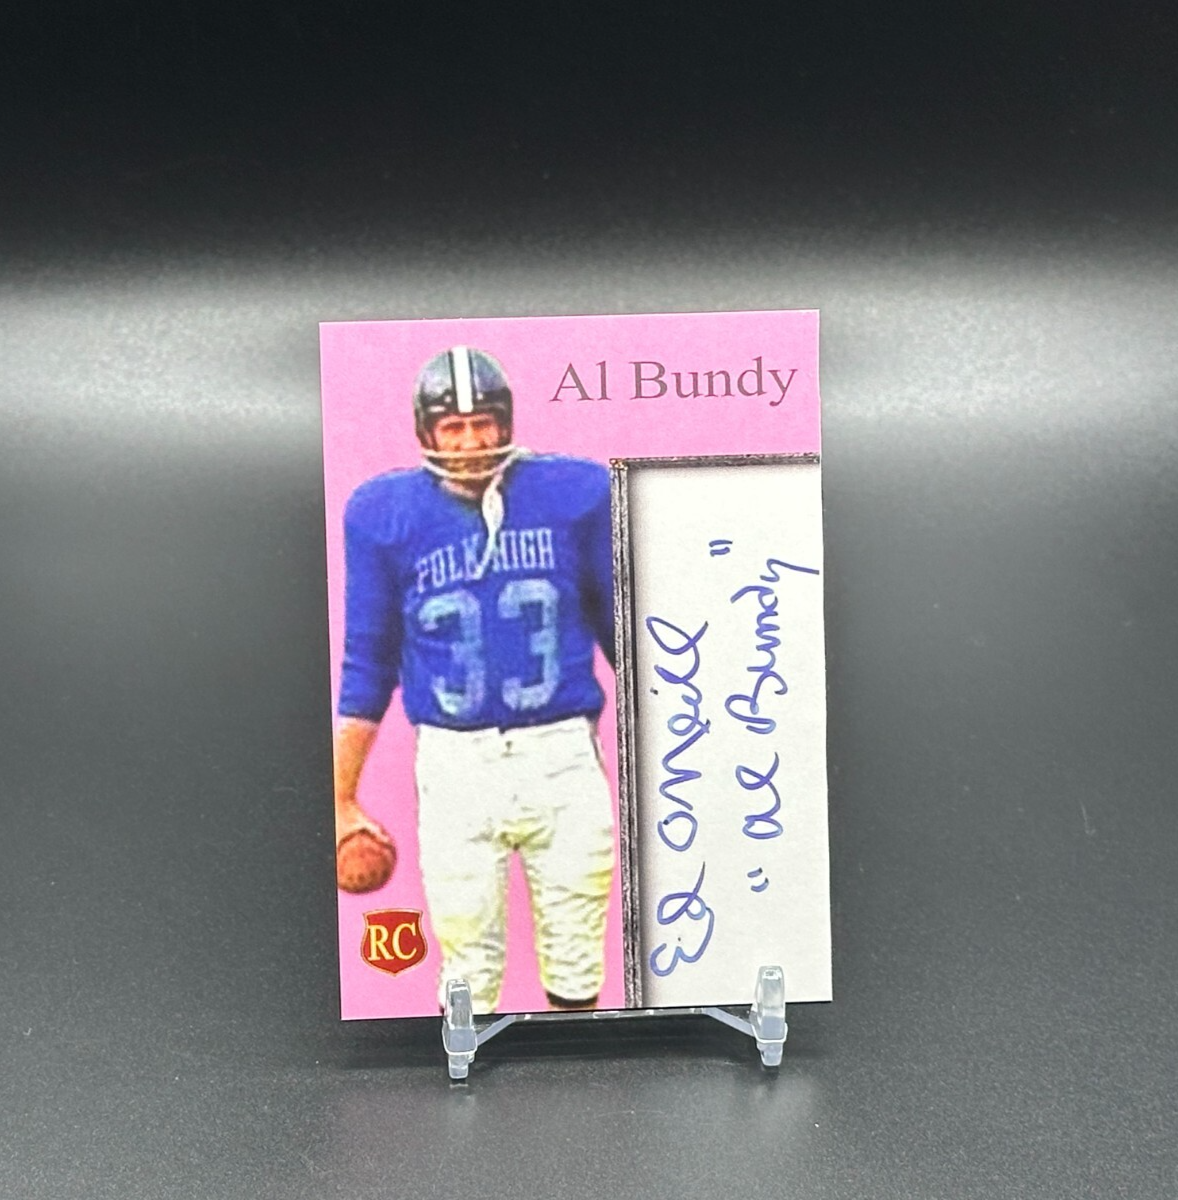 Al Bundy
POLK HIGH
33
Ed O'Neill
"Al Bundy"
RC